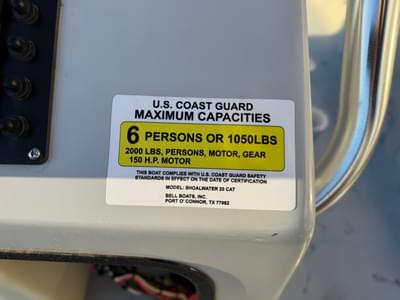 U.S. COAST GUARD
MAXIMUM CAPACITIES
6 PERSONS OR 1050LBS
2000 LBS, PERSONS, MOTOR, GEAR
150 H.P. MOTOR
THIS BOAT COMPLIES WITH U.S. COAST GUARD SAFETY
STANDARDS IN EFFECT ON THE DATE OF CERTIFICATION
MODEL: SHOALWATER 20 CAT
BELL BOATS, INC.
PORT O' CONNOR, TX 77982